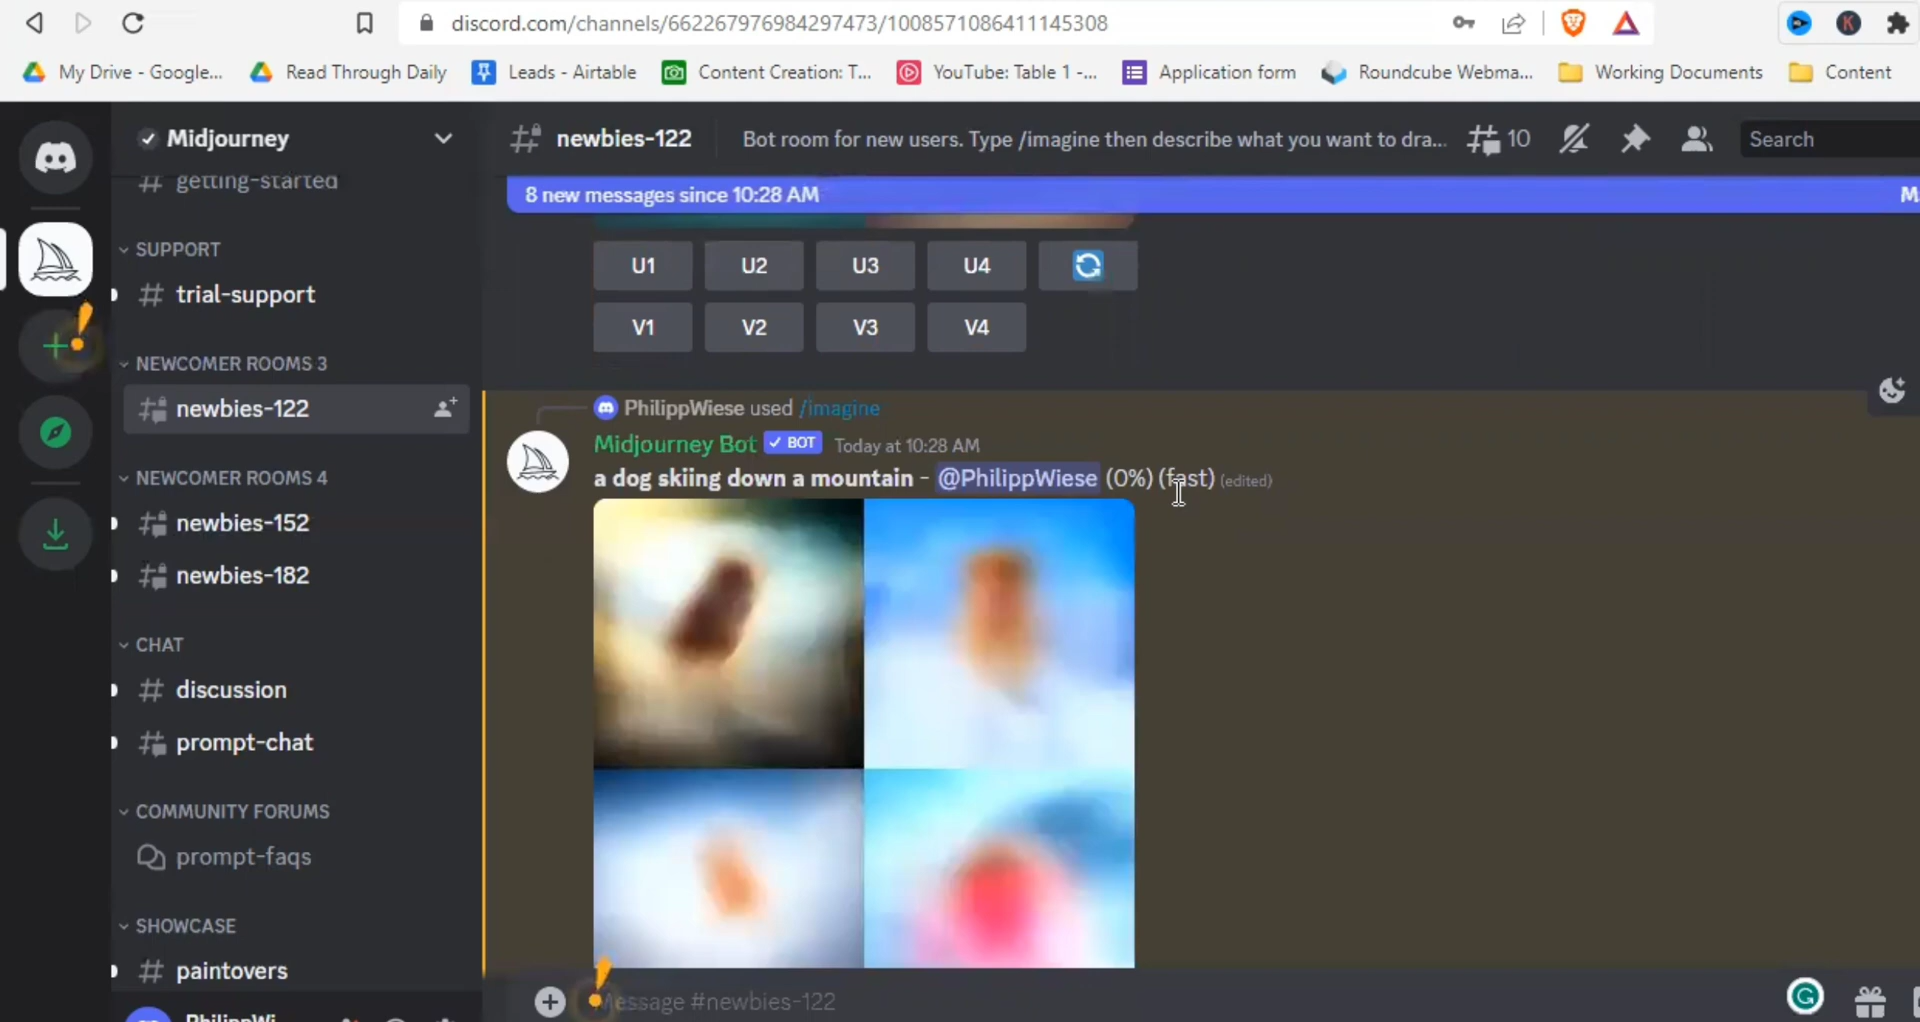 discord.com/channels/662267976984297473/1008571086411145308
My Drive - Google... Read Through Daily Leads - Airtable Content Creation: T... YouTube: Table 1 -... Application form Roundcube Webma... Working Documents Content
Midjourney
getting-started
SUPPORT
trial-support
NEWCOMER ROOMS 3
newbies-122
NEWCOMER ROOMS 4
newbies-152
newbies-182
CHAT
discussion
prompt-chat
COMMUNITY FORUMS
prompt-faqs
SHOWCASE
paintovers
newbies-122 Bot room for new users. Type /imagine then describe what you want to dra... 10 Search
8 new messages since 10:28 AM
U1 U2 U3 U4
V1 V2 V3 V4
PhilippWiese used /imagine
Midjourney Bot ✓ BOT Today at 10:28 AM
a dog skiing down a mountain - @PhilippWiese (0%) (fast) (edited)
Message #newbies-122